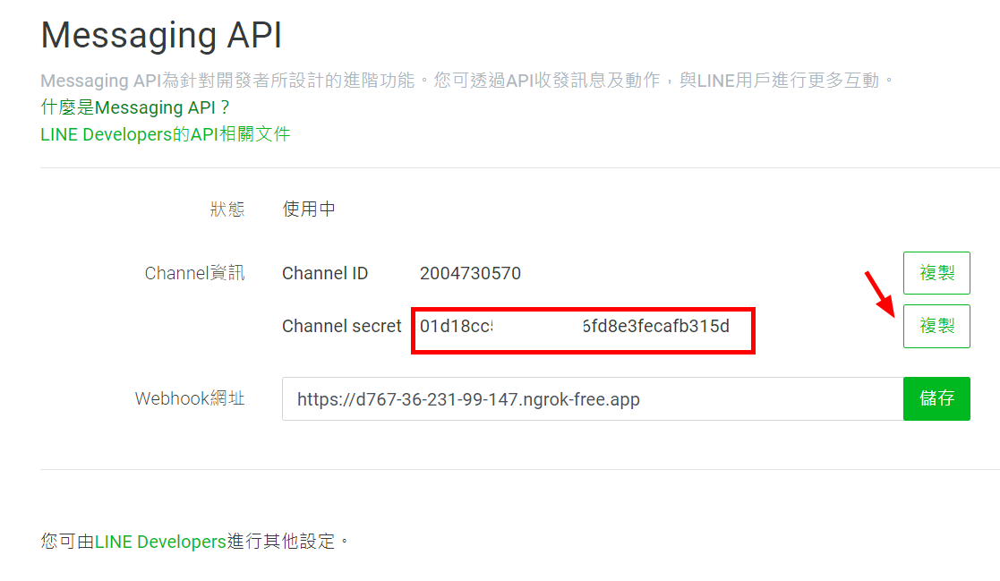 Messaging API
Messaging API為針對開發者所設計的進階功能。您可透過API收發訊息及動作，與LINE用戶進行更多互動。
什麼是Messaging API？
LINE Developers的API相關文件
狀態 使用中
Channel資訊 Channel ID 2004730570 複製
Channel secret 01d18cc 6fd8e3fecafb315d 複製
Webhook網址 https://d767-36-231-99-147.ngrok-free.app 儲存
您可由LINE Developers進行其他設定。